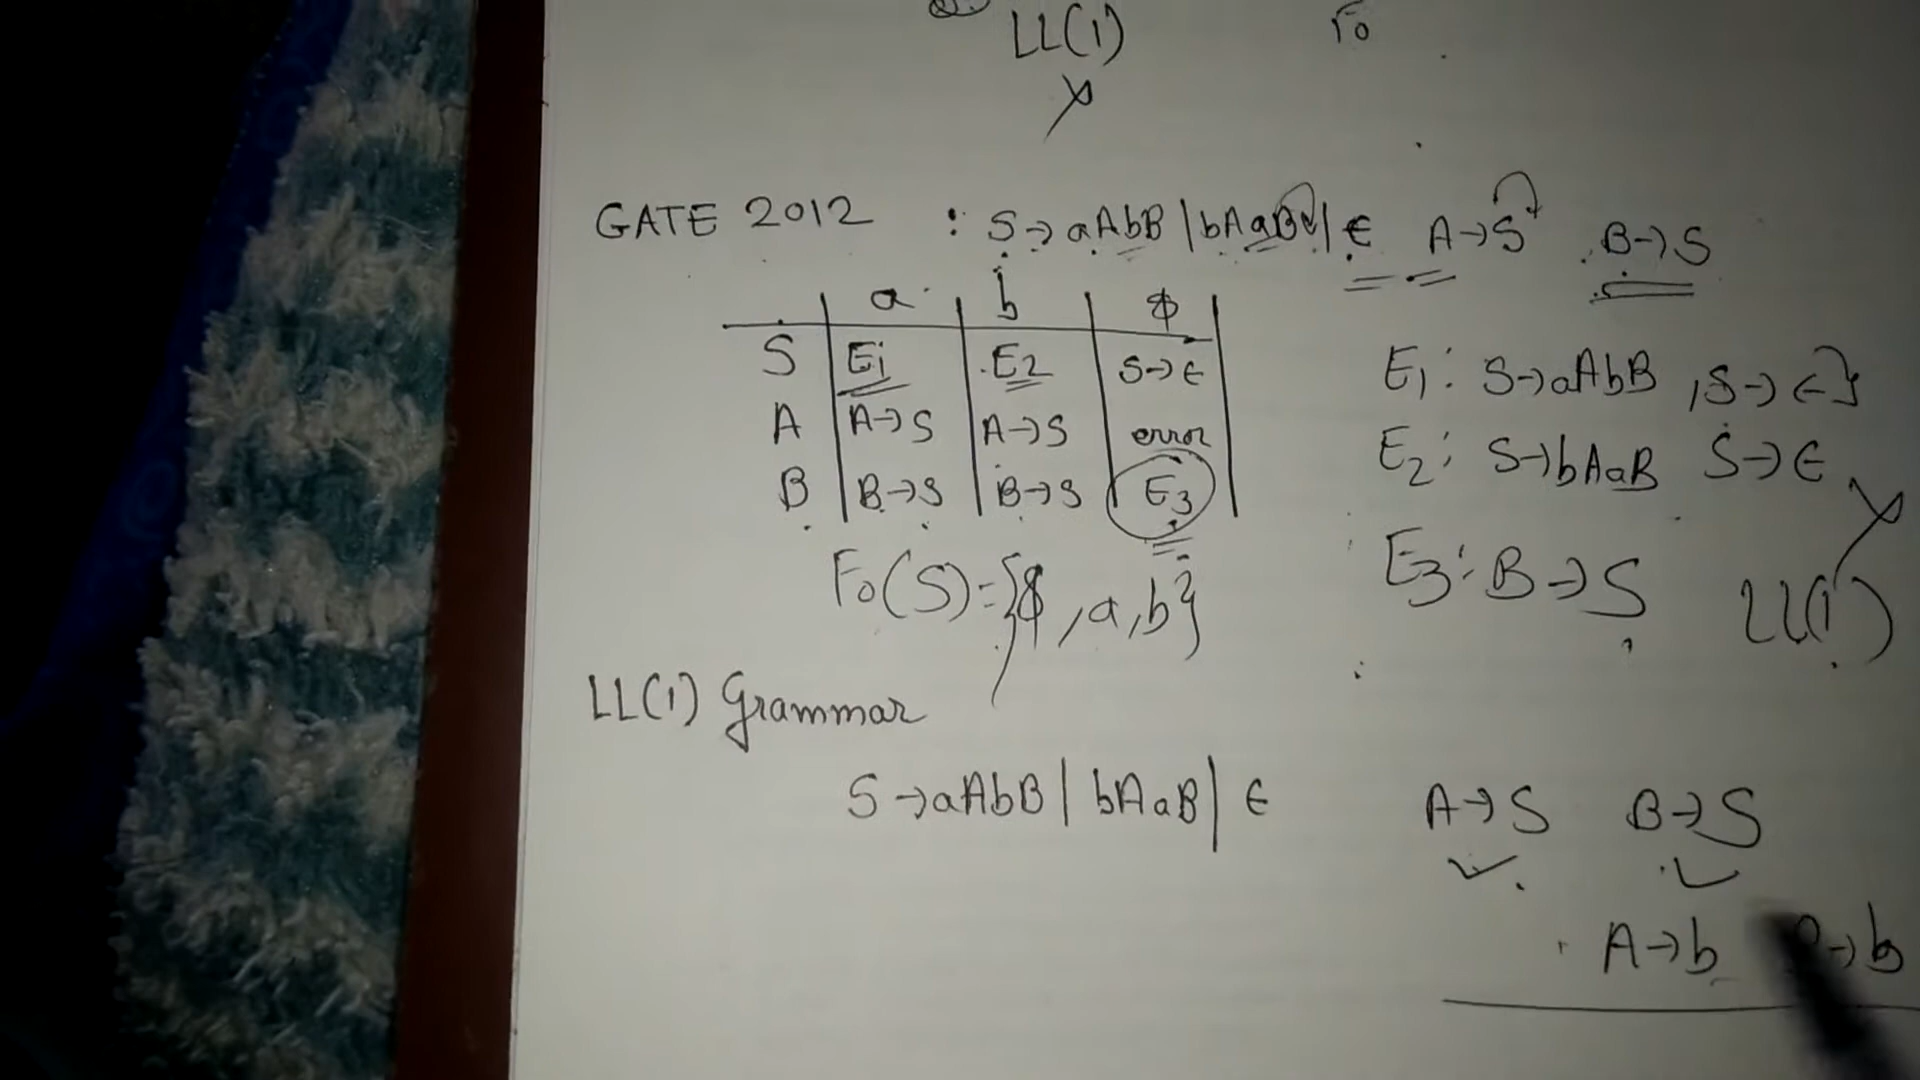 LL(1) Fo
GATE 2012 : S→aAbB | bAaB | ϵ A→S B→S
a b $
S E1 E2 S→ϵ
A A→S A→S error
B B→S B→S E3
E1: S→aAbB , S→ϵ}
E2: S→bAaB S→ϵ
E3: B→S LL(1)
Fo(S)={$, a, b}
LL(1) Grammar
S→aAbB | bAaB | ϵ A→S B→S
A→b →b